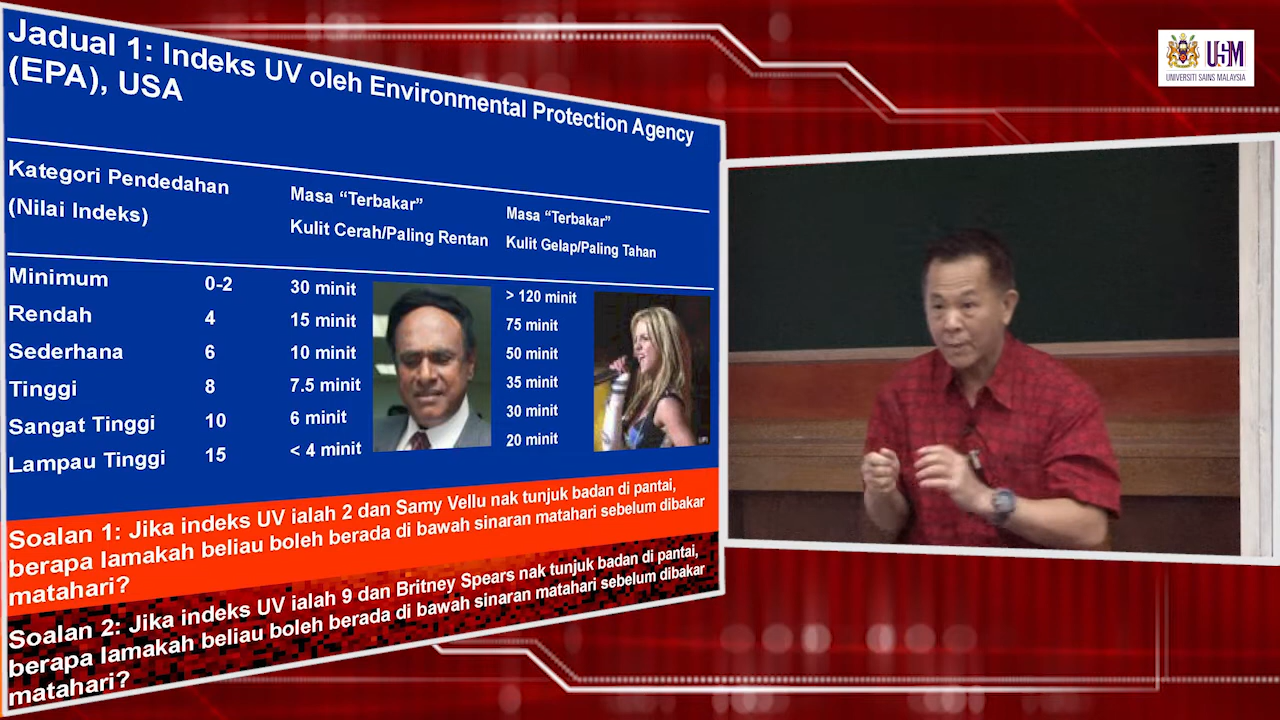 Jadual 1: Indeks UV oleh Environmental Protection Agency
(EPA), USA
Kategori Pendedahan
(Nilai Indeks)
Masa “Terbakar”
Kulit Cerah/Paling Rentan
Masa “Terbakar”
Kulit Gelap/Paling Tahan
Minimum 0-2 30 minit > 120 minit
Rendah 4 15 minit 75 minit
Sederhana 6 10 minit 50 minit
Tinggi 8 7.5 minit 35 minit
Sangat Tinggi 10 6 minit 30 minit
Lampau Tinggi 15 < 4 minit 20 minit
Soalan 1: Jika indeks UV ialah 2 dan Samy Vellu nak tunjuk badan di pantai,
berapa lamakah beliau boleh berada di bawah sinaran matahari sebelum dibakar
matahari?
Soalan 2: Jika indeks UV ialah 9 dan Britney Spears nak tunjuk badan di pantai,
berapa lamakah beliau boleh berada di bawah sinaran matahari sebelum dibakar
matahari?
USM
UNIVERSITI SAINS MALAYSIA